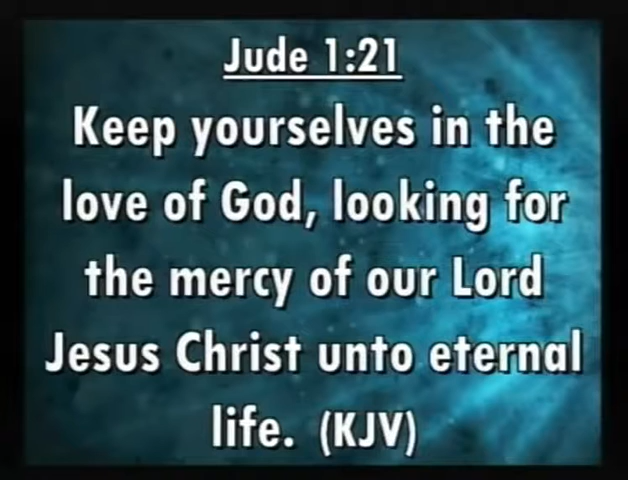 Jude 1:21
Keep yourselves in the
love of God, looking for
the mercy of our Lord
Jesus Christ unto eternal
life. (KJV)